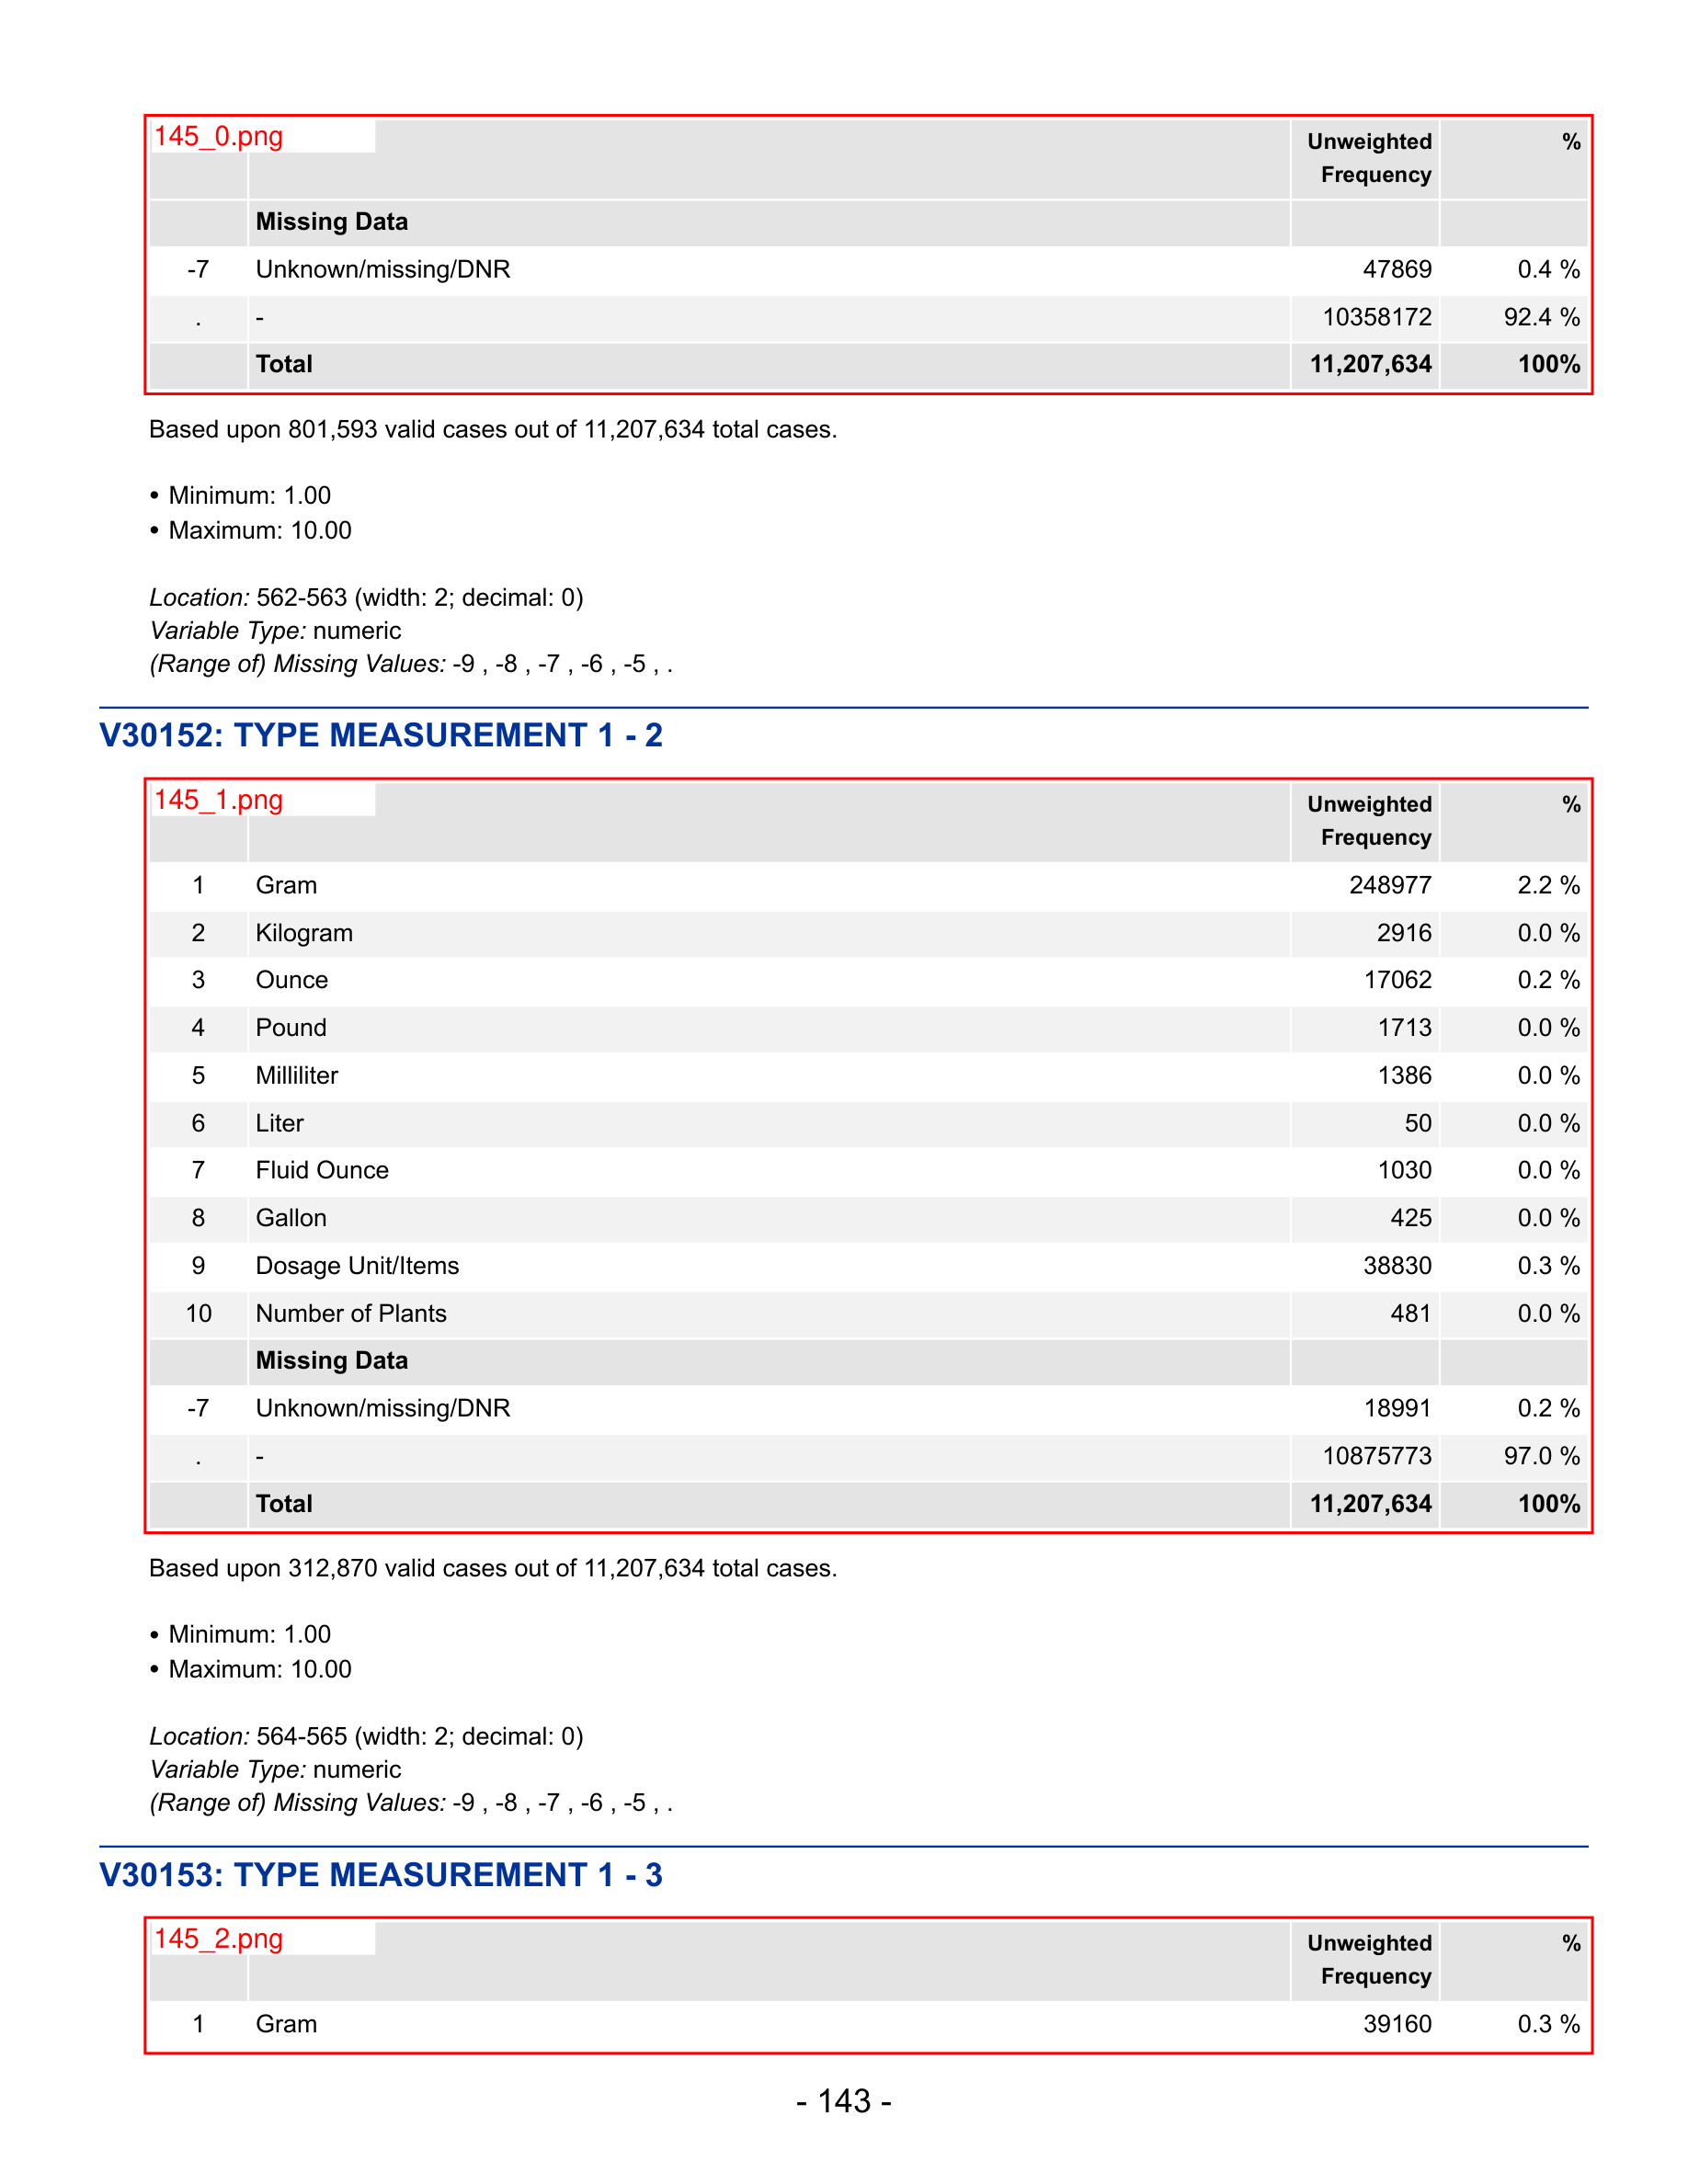 145_0.png
Unweighted Frequency %
Missing Data
-7 Unknown/missing/DNR 47869 0.4 %
. - 10358172 92.4 %
Total 11,207,634 100%
Based upon 801,593 valid cases out of 11,207,634 total cases.
• Minimum: 1.00
• Maximum: 10.00
Location: 562-563 (width: 2; decimal: 0)
Variable Type: numeric
(Range of) Missing Values: -9 , -8 , -7 , -6 , -5 , .
V30152: TYPE MEASUREMENT 1 - 2
145_1.png
Unweighted Frequency %
1 Gram 248977 2.2 %
2 Kilogram 2916 0.0 %
3 Ounce 17062 0.2 %
4 Pound 1713 0.0 %
5 Milliliter 1386 0.0 %
6 Liter 50 0.0 %
7 Fluid Ounce 1030 0.0 %
8 Gallon 425 0.0 %
9 Dosage Unit/Items 38830 0.3 %
10 Number of Plants 481 0.0 %
Missing Data
-7 Unknown/missing/DNR 18991 0.2 %
. - 10875773 97.0 %
Total 11,207,634 100%
Based upon 312,870 valid cases out of 11,207,634 total cases.
• Minimum: 1.00
• Maximum: 10.00
Location: 564-565 (width: 2; decimal: 0)
Variable Type: numeric
(Range of) Missing Values: -9 , -8 , -7 , -6 , -5 , .
V30153: TYPE MEASUREMENT 1 - 3
145_2.png
Unweighted Frequency %
1 Gram 39160 0.3 %
- 143 -